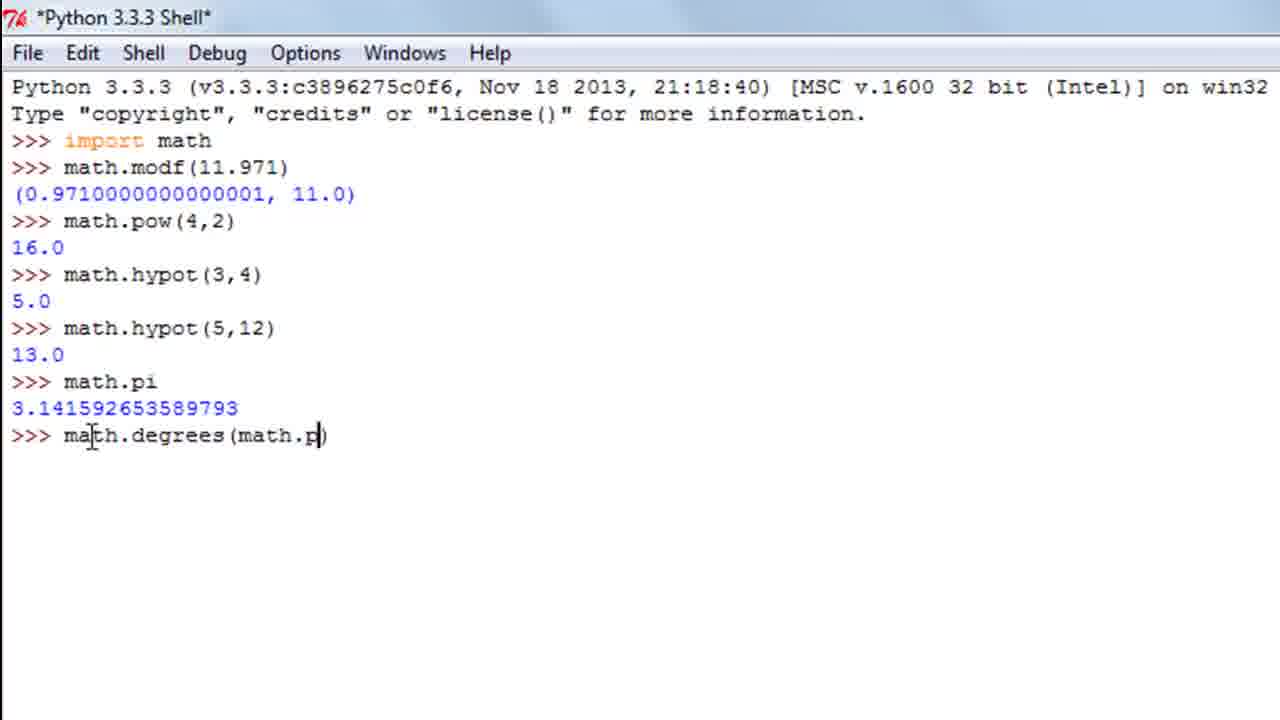 *Python 3.3.3 Shell*
File Edit Shell Debug Options Windows Help
Python 3.3.3 (v3.3.3:c3896275c0f6, Nov 18 2013, 21:18:40) [MSC v.1600 32 bit (Intel)] on win32
Type "copyright", "credits" or "license()" for more information.
>>> import math
>>> math.modf(11.971)
(0.9710000000000001, 11.0)
>>> math.pow(4,2)
16.0
>>> math.hypot(3,4)
5.0
>>> math.hypot(5,12)
13.0
>>> math.pi
3.141592653589793
>>> math.degrees(math.p)